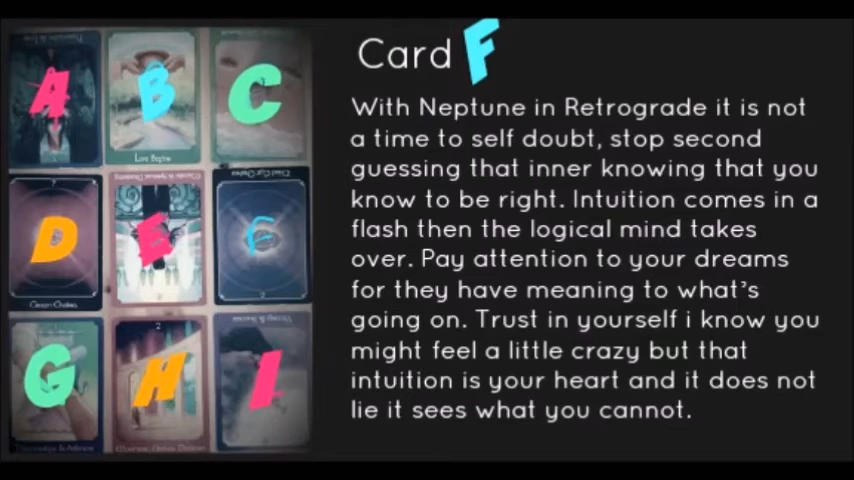 A
B
C
Love Begins
D
E
F
Crown Chakra
G
H
I
2
Card F
With Neptune in Retrograde it is not
a time to self doubt, stop second
guessing that inner knowing that you
know to be right. Intuition comes in a
flash then the logical mind takes
over. Pay attention to your dreams
for they have meaning to what's
going on. Trust in yourself i know you
might feel a little crazy but that
intuition is your heart and it does not
lie it sees what you cannot.